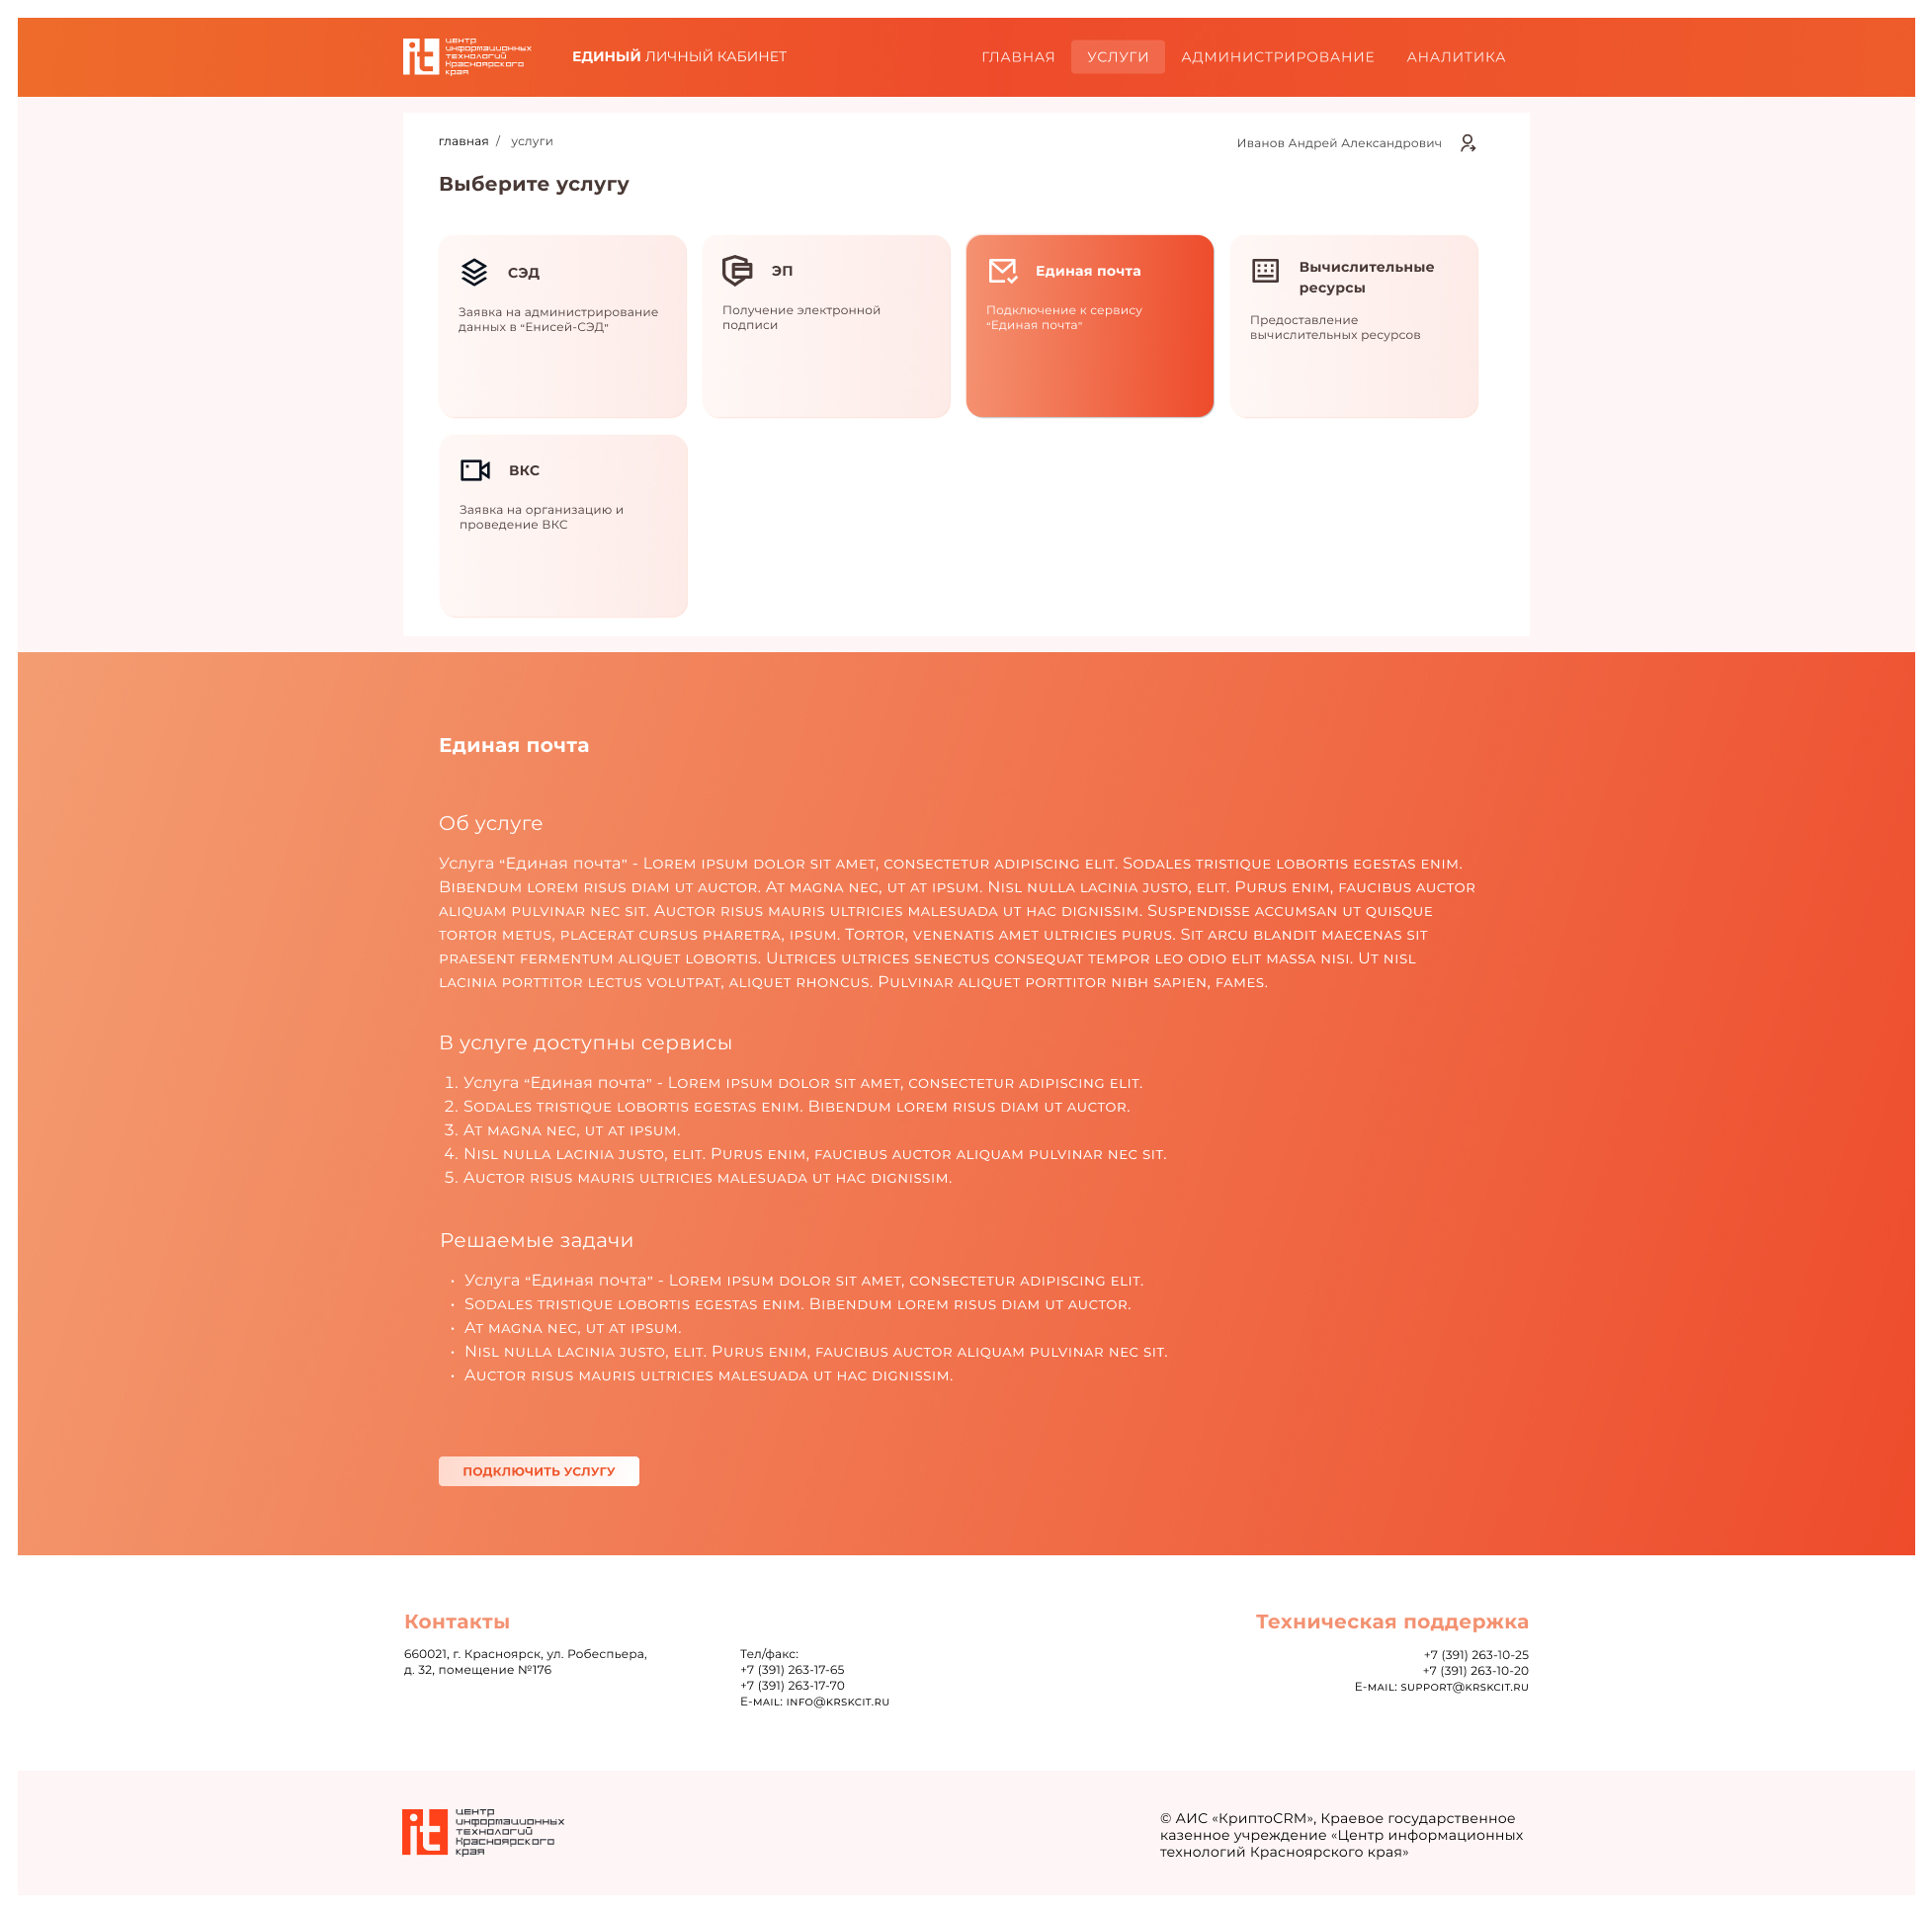 центр
информационных
технологий
Красноярского
края
ЕДИНЫЙ ЛИЧНЫЙ КАБИНЕТ
ГЛАВНАЯ
УСЛУГИ
АДМИНИСТРИРОВАНИЕ
АНАЛИТИКА
главная / услуги
Иванов Андрей Александрович
Выберите услугу
СЭД
Заявка на администрирование
данных в “Енисей-СЭД”
ЭП
Получение электронной
подписи
Единая почта
Подключение к сервису
“Единая почта”
Вычислительные
ресурсы
Предоставление
вычислительных ресурсов
ВКС
Заявка на организацию и
проведение ВКС
Единая почта
Об услуге
Услуга “Единая почта” - Lorem ipsum dolor sit amet, consectetur adipiscing elit. Sodales tristique lobortis egestas enim.
Bibendum lorem risus diam ut auctor. At magna nec, ut at ipsum. Nisl nulla lacinia justo, elit. Purus enim, faucibus auctor
aliquam pulvinar nec sit. Auctor risus mauris ultricies malesuada ut hac dignissim. Suspendisse accumsan ut quisque
tortor metus, placerat cursus pharetra, ipsum. Tortor, venenatis amet ultricies purus. Sit arcu blandit maecenas sit
praesent fermentum aliquet lobortis. Ultrices ultrices senectus consequat tempor leo odio elit massa nisi. Ut nisl
lacinia porttitor lectus volutpat, aliquet rhoncus. Pulvinar aliquet porttitor nibh sapien, fames.
В услуге доступны сервисы
1. Услуга “Единая почта” - Lorem ipsum dolor sit amet, consectetur adipiscing elit.
2. Sodales tristique lobortis egestas enim. Bibendum lorem risus diam ut auctor.
3. At magna nec, ut at ipsum.
4. Nisl nulla lacinia justo, elit. Purus enim, faucibus auctor aliquam pulvinar nec sit.
5. Auctor risus mauris ultricies malesuada ut hac dignissim.
Решаемые задачи
• Услуга “Единая почта” - Lorem ipsum dolor sit amet, consectetur adipiscing elit.
• Sodales tristique lobortis egestas enim. Bibendum lorem risus diam ut auctor.
• At magna nec, ut at ipsum.
• Nisl nulla lacinia justo, elit. Purus enim, faucibus auctor aliquam pulvinar nec sit.
• Auctor risus mauris ultricies malesuada ut hac dignissim.
ПОДКЛЮЧИТЬ УСЛУГУ
Контакты
660021, г. Красноярск, ул. Робеспьера,
д. 32, помещение №176
Тел/факс:
+7 (391) 263-17-65
+7 (391) 263-17-70
E-mail: info@krskcit.ru
Техническая поддержка
+7 (391) 263-10-25
+7 (391) 263-10-20
E-mail: support@krskcit.ru
it
центр
информационных
технологий
Красноярского
края
© АИС «КриптоCRM», Краевое государственное
казенное учреждение «Центр информационных
технологий Красноярского края»